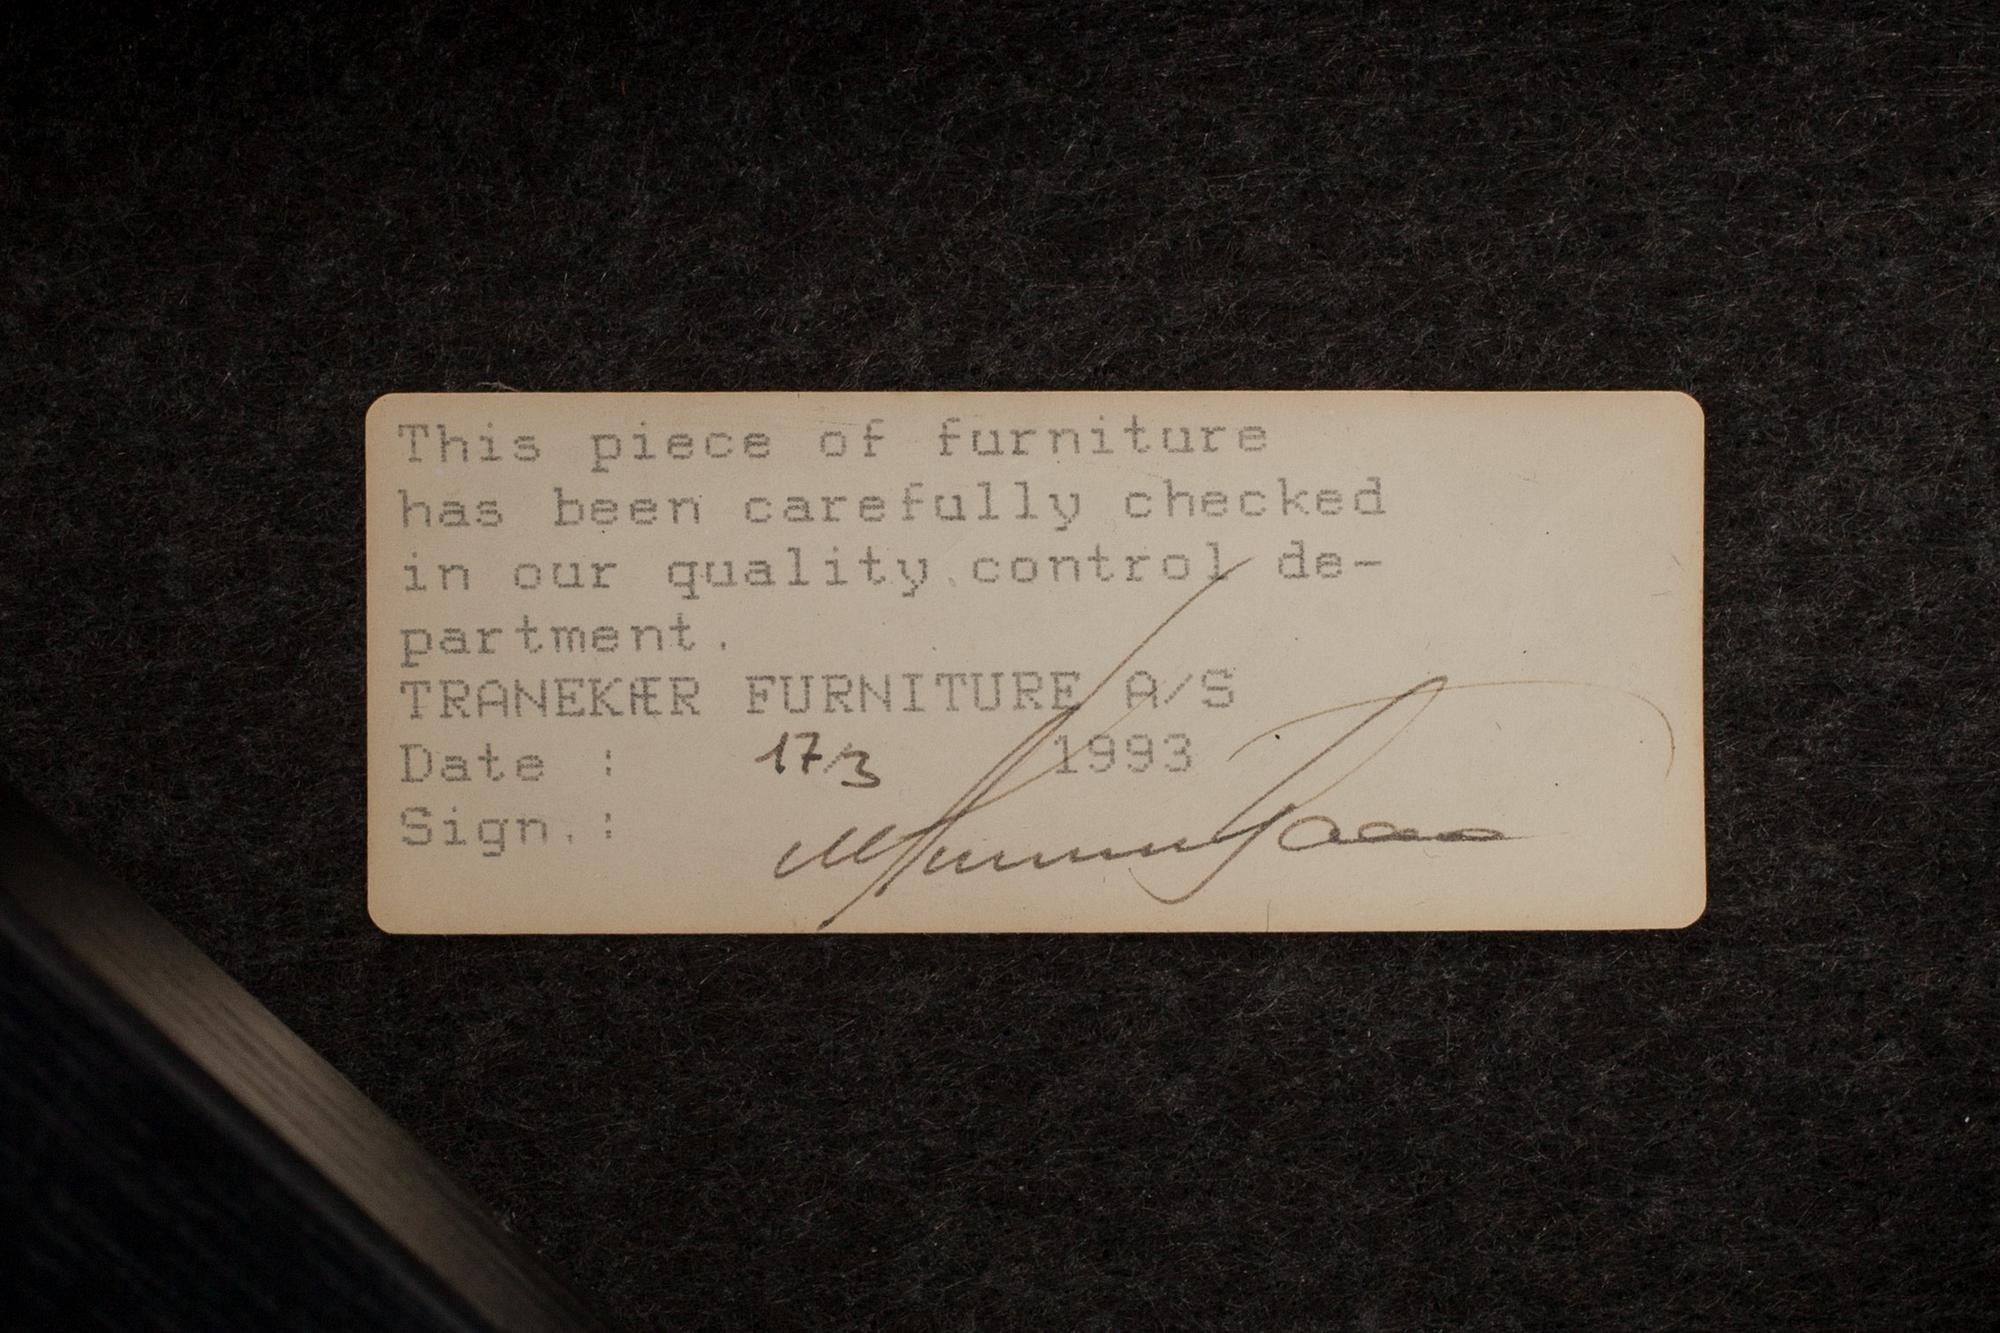 This piece of furniture
has been carefully checked
in our quality control de-
partment.
TRANEKÆR FURNITURE A/S
Date : 17/3 1993
Sign.: